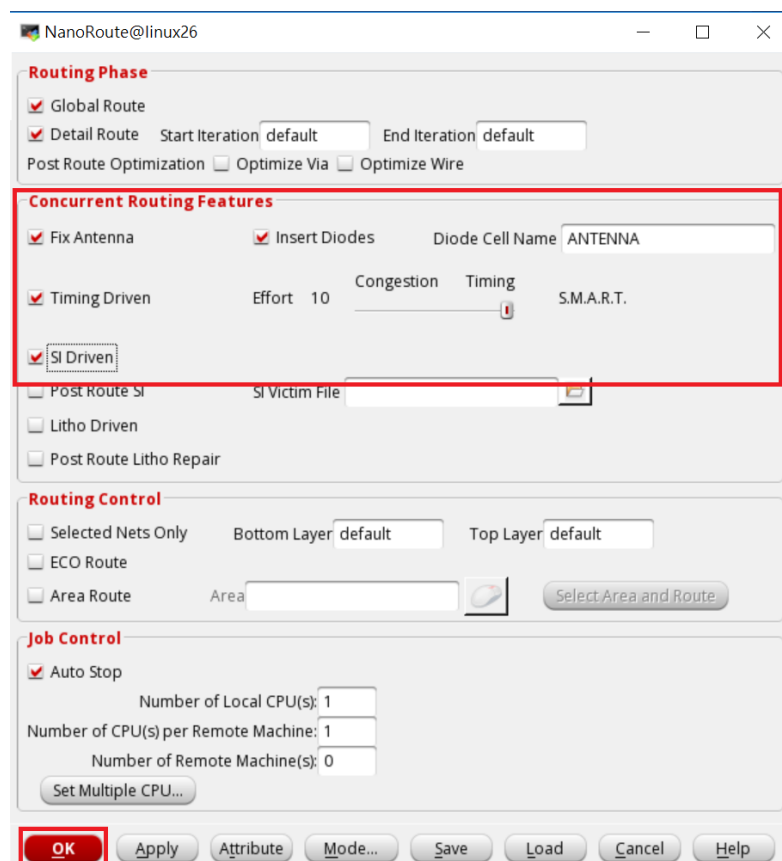 NanoRoute@linux26
Routing Phase
Global Route
Detail Route Start Iteration default End Iteration default
Post Route Optimization Optimize Via Optimize Wire
Concurrent Routing Features
Fix Antenna Insert Diodes Diode Cell Name ANTENNA
Congestion Timing
Timing Driven Effort 10 S.M.A.R.T.
SI Driven
Post Route SI SI Victim File
Litho Driven
Post Route Litho Repair
Routing Control
Selected Nets Only Bottom Layer default Top Layer default
ECO Route
Area Route Area Select Area and Route
Job Control
Auto Stop
Number of Local CPU(s): 1
Number of CPU(s) per Remote Machine: 1
Number of Remote Machine(s): 0
Set Multiple CPU...
OK Apply Attribute Mode... Save Load Cancel Help